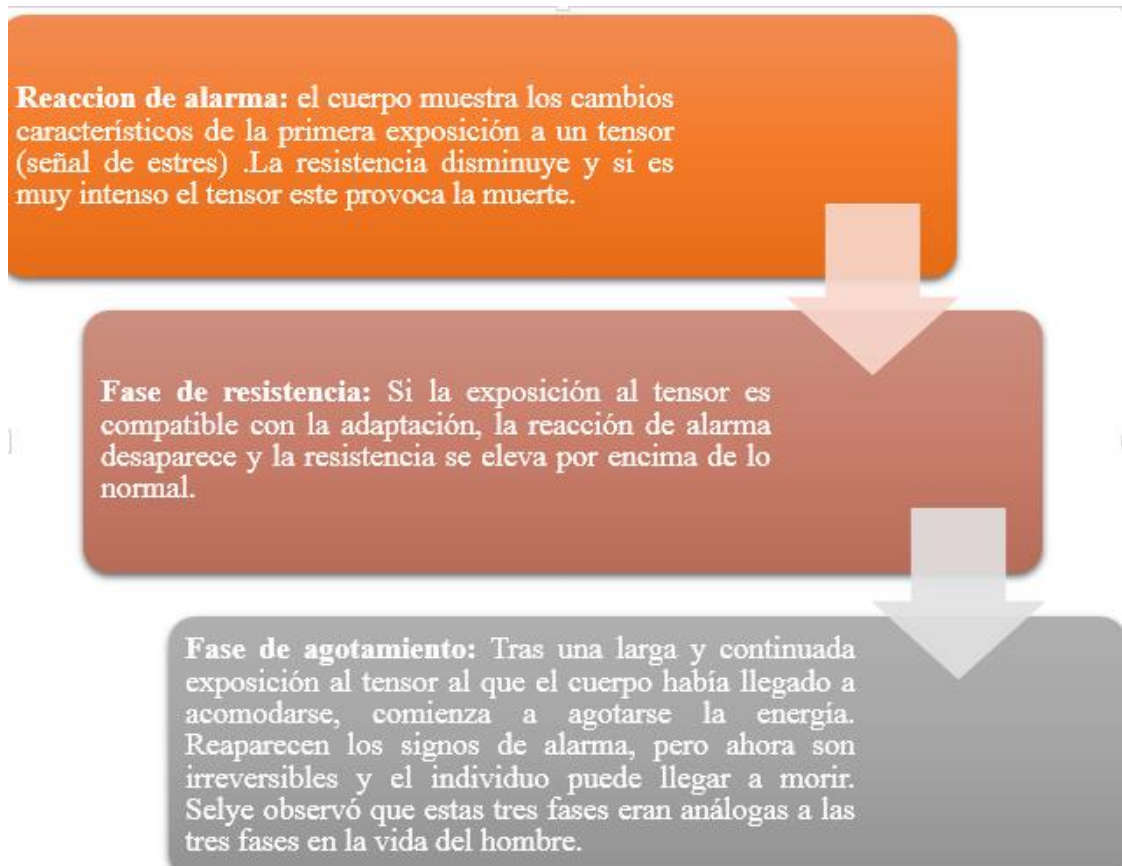 Reaccion de alarma: el cuerpo muestra los cambios
característicos de la primera exposición a un tensor
(señal de estres) .La resistencia disminuye y si es
muy intenso el tensor este provoca la muerte.
Fase de resistencia: Si la exposición al tensor es
compatible con la adaptación, la reacción de alarma
desaparece y la resistencia se eleva por encima de lo
normal.
Fase de agotamiento: Tras una larga y continuada
exposición al tensor al que el cuerpo había llegado a
acomodarse, comienza a agotarse la energía.
Reaparecen los signos de alarma, pero ahora son
irreversibles y el individuo puede llegar a morir.
Selye observó que estas tres fases eran análogas a las
tres fases en la vida del hombre.